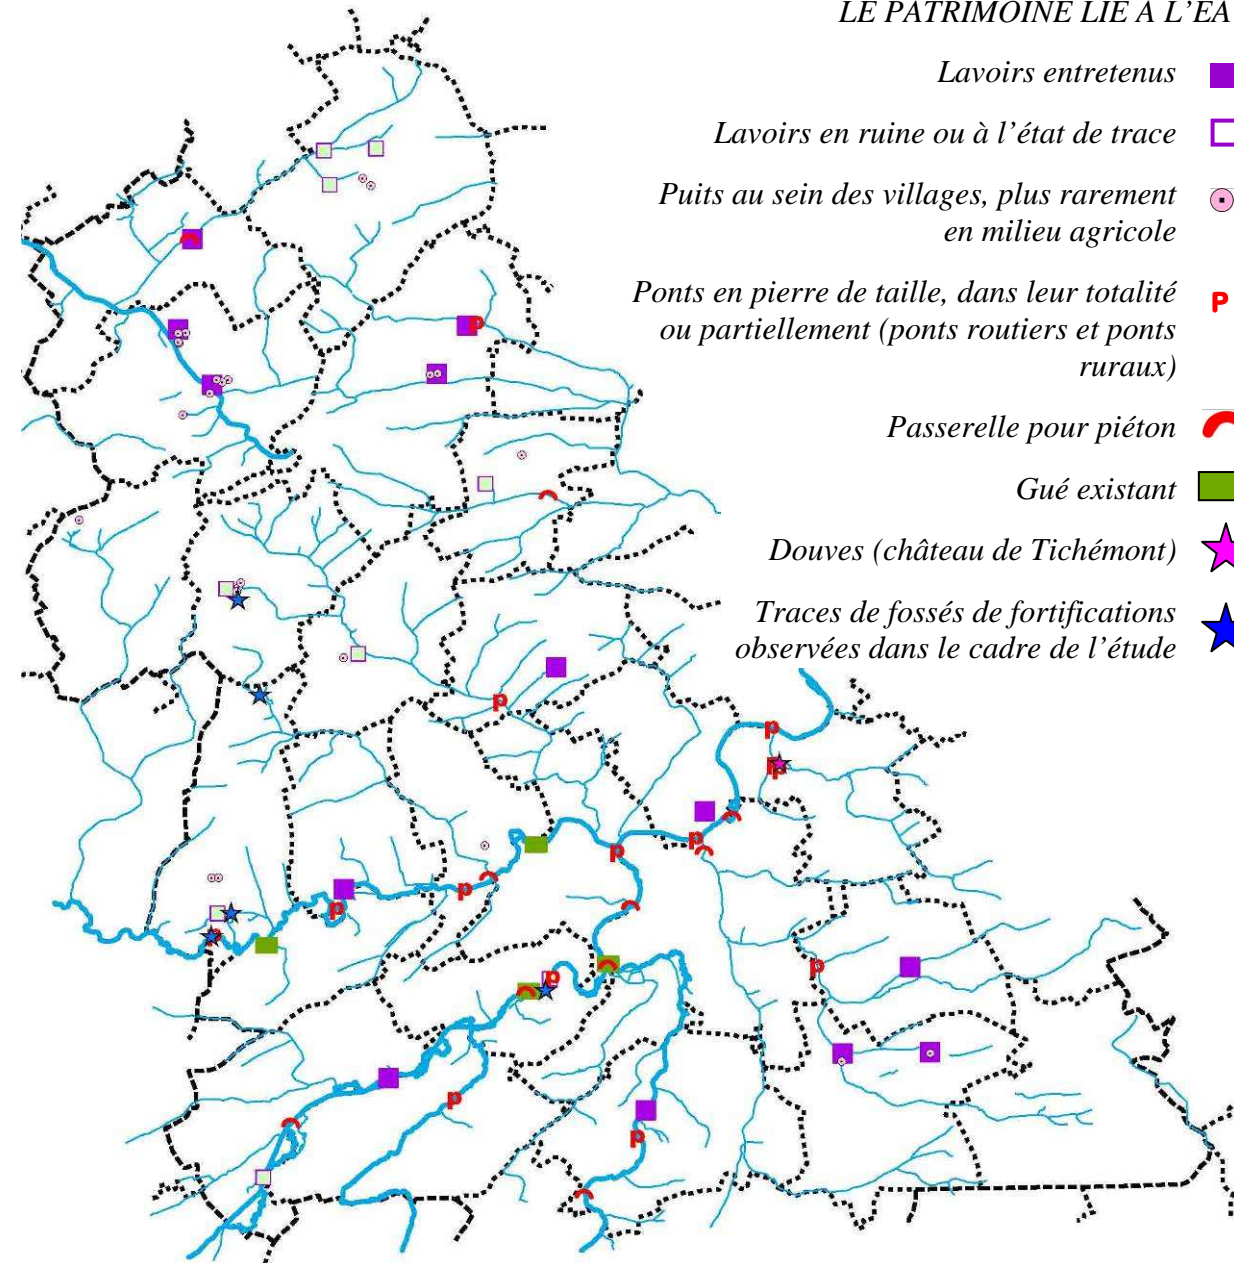 LE PATRIMOINE LIE A L'EA
Lavoirs entretenus
Lavoirs en ruine ou à l'état de trace
Puits au sein des villages, plus rarement
en milieu agricole
Ponts en pierre de taille, dans leur totalité
ou partiellement (ponts routiers et ponts
ruraux)
Passerelle pour piéton
Gué existant
Douves (château de Tichémont)
Traces de fossés de fortifications
observées dans le cadre de l'étude